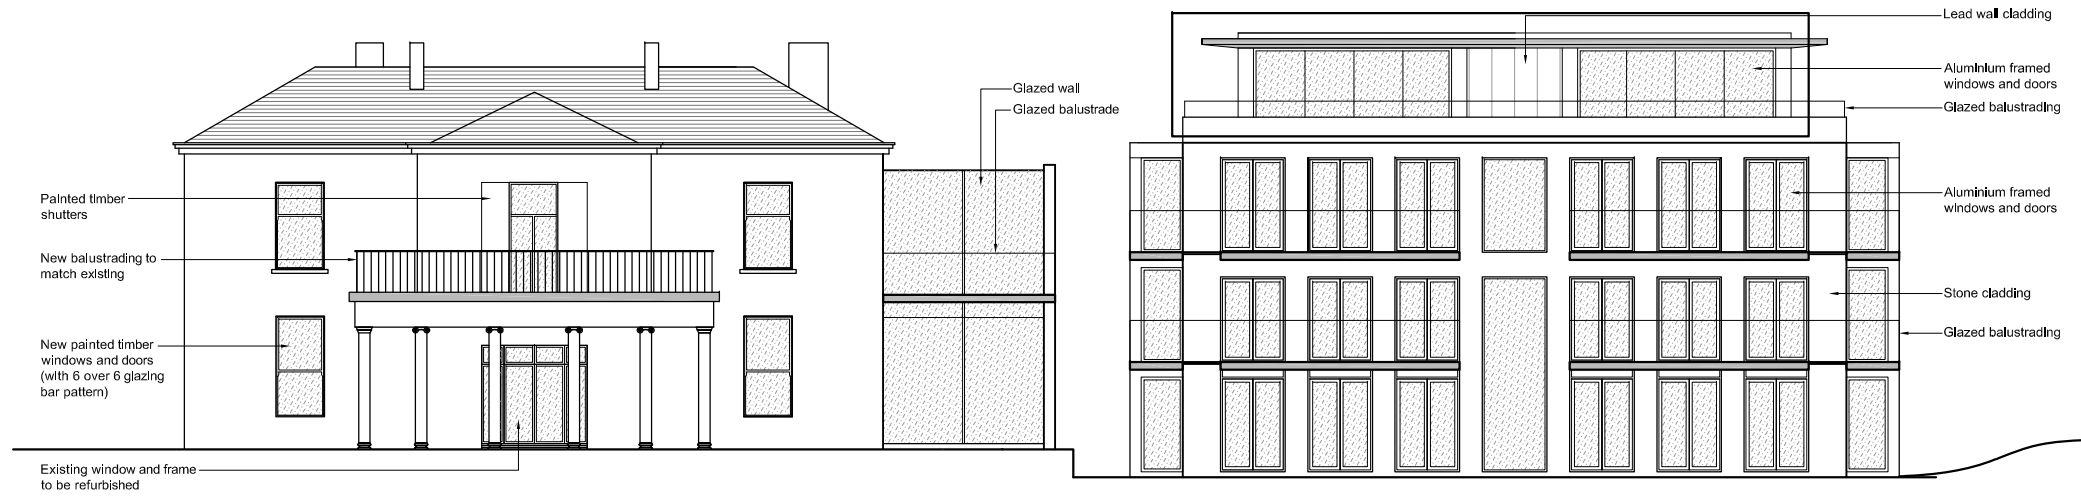 Painted timber
shutters
New balustrading to
match existing
New painted timber
windows and doors
(with 6 over 6 glazing
bar pattern)
Existing window and frame
to be refurbished
Glazed wall
Glazed balustrade
Lead wall cladding
Aluminium framed
windows and doors
Glazed balustrading
Aluminium framed
windows and doors
Stone cladding
Glazed balustrading